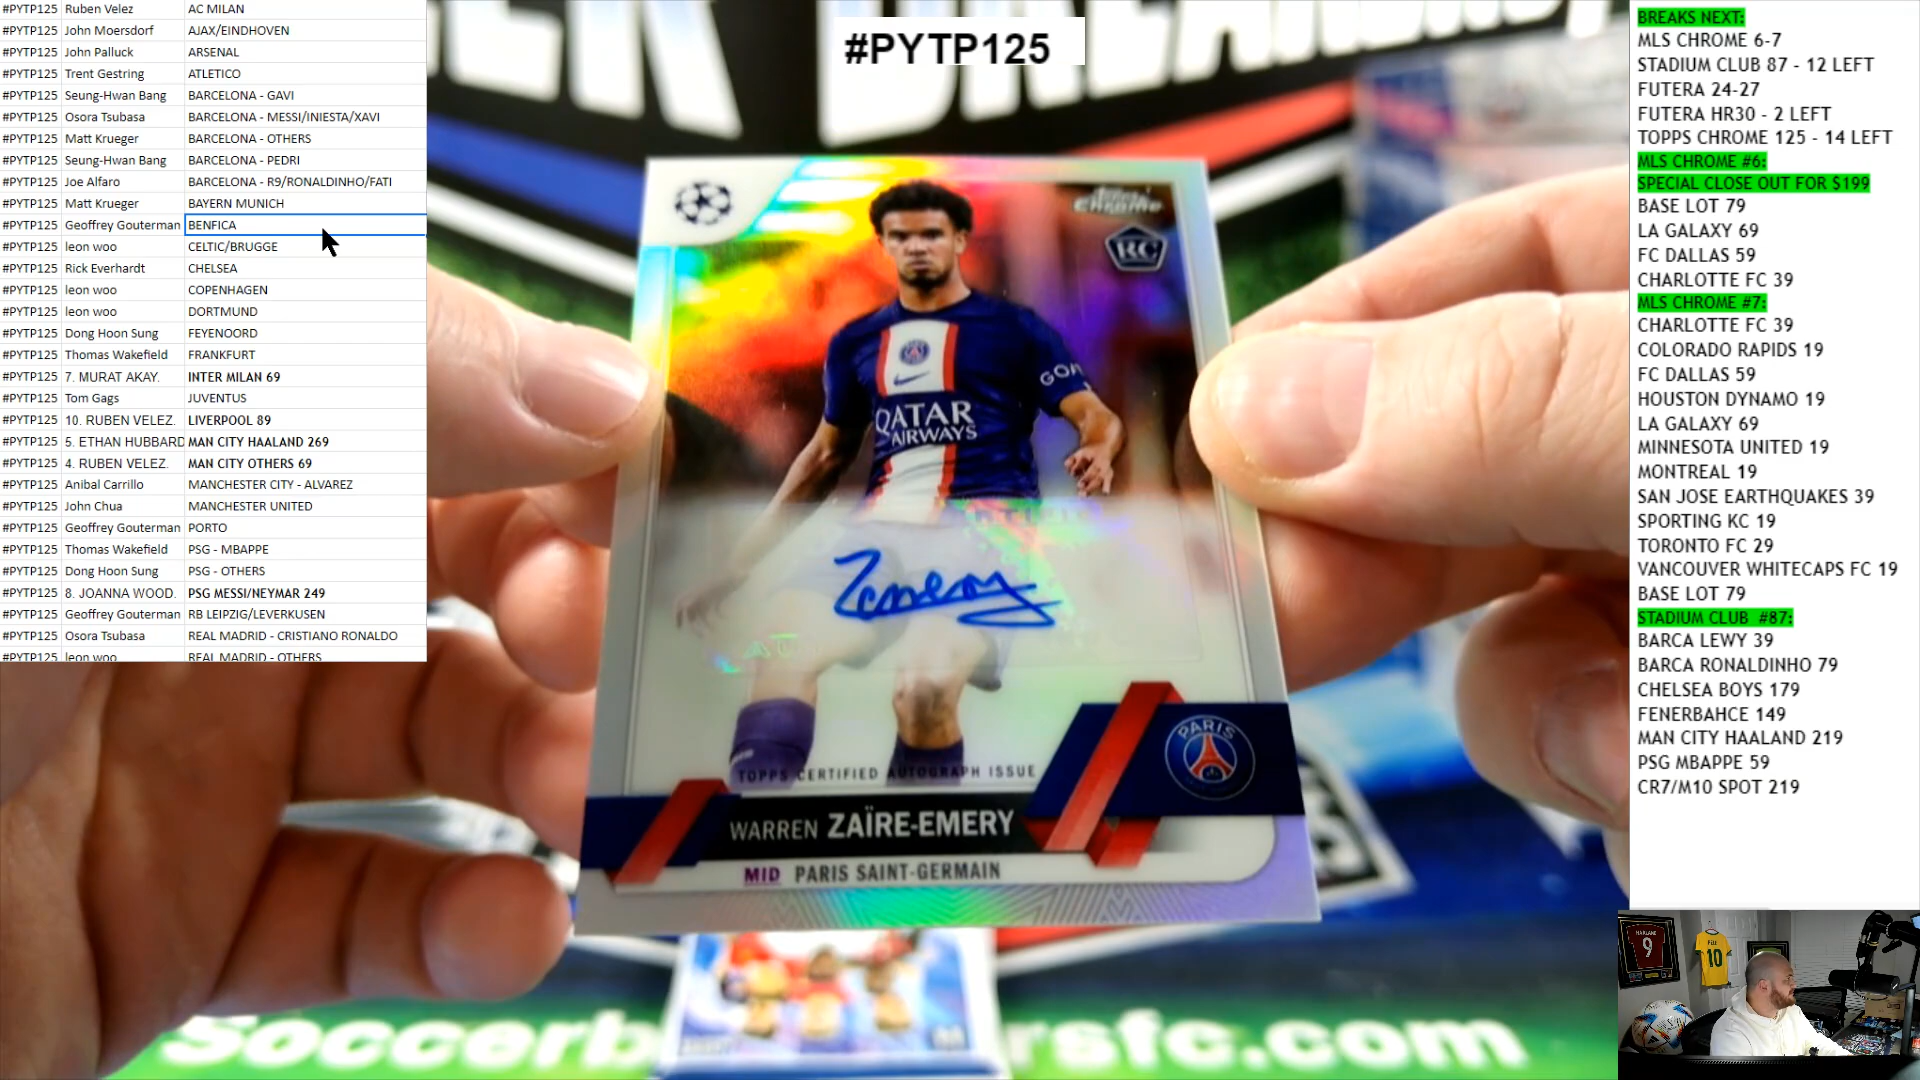 #PYTP125 Ruben Velez AC MILAN
#PYTP125 John Moersdorf AJAX/EINDHOVEN
#PYTP125 John Palluck ARSENAL
#PYTP125 Trent Gestring ATLETICO
#PYTP125 Seung-Hwan Bang BARCELONA - GAVI
#PYTP125 Osora Tsubasa BARCELONA - MESSI/INIESTA/XAVI
#PYTP125 Matt Krueger BARCELONA - OTHERS
#PYTP125 Seung-Hwan Bang BARCELONA - PEDRI
#PYTP125 Joe Alfaro BARCELONA - R9/RONALDINHO/FATI
#PYTP125 Matt Krueger BAYERN MUNICH
#PYTP125 Geoffrey Gouterman BENFICA
#PYTP125 leon woo CELTIC/BRUGGE
#PYTP125 Rick Everhardt CHELSEA
#PYTP125 leon woo COPENHAGEN
#PYTP125 leon woo DORTMUND
#PYTP125 Dong Hoon Sung FEYENOORD
#PYTP125 Thomas Wakefield FRANKFURT
#PYTP125 7. MURAT AKAY. INTER MILAN 69
#PYTP125 Tom Gags JUVENTUS
#PYTP125 10. RUBEN VELEZ. LIVERPOOL 89
#PYTP125 5. ETHAN HUBBARD MAN CITY HAALAND 269
#PYTP125 4. RUBEN VELEZ. MAN CITY OTHERS 69
#PYTP125 Anibal Carrillo MANCHESTER CITY - ALVAREZ
#PYTP125 John Chua MANCHESTER UNITED
#PYTP125 Geoffrey Gouterman PORTO
#PYTP125 Thomas Wakefield PSG - MBAPPE
#PYTP125 Dong Hoon Sung PSG - OTHERS
#PYTP125 8. JOANNA WOOD. PSG MESSI/NEYMAR 249
#PYTP125 Geoffrey Gouterman RB LEIPZIG/LEVERKUSEN
#PYTP125 Osora Tsubasa REAL MADRID - CRISTIANO RONALDO
#PYTP125 leon woo REAL MADRID - OTHERS
#PYTP125
Topps
Chrome
RC
GOAT
QATAR
AIRWAYS
Zemery
TOPPS CERTIFIED AUTOGRAPH ISSUE
PARIS
WARREN ZAÏRE-EMERY
MID PARIS SAINT-GERMAIN
Soccerb
rsfc.com
BREAKS NEXT:
MLS CHROME 6-7
STADIUM CLUB 87 - 12 LEFT
FUTERA 24-27
FUTERA HR30 - 2 LEFT
TOPPS CHROME 125 - 14 LEFT
MLS CHROME #6:
SPECIAL CLOSE OUT FOR $199
BASE LOT 79
LA GALAXY 69
FC DALLAS 59
CHARLOTTE FC 39
MLS CHROME #7:
CHARLOTTE FC 39
COLORADO RAPIDS 19
FC DALLAS 59
HOUSTON DYNAMO 19
LA GALAXY 69
MINNESOTA UNITED 19
MONTREAL 19
SAN JOSE EARTHQUAKES 39
SPORTING KC 19
TORONTO FC 29
VANCOUVER WHITECAPS FC 19
BASE LOT 79
STADIUM CLUB #87:
BARCA LEWY 39
BARCA RONALDINHO 79
CHELSEA BOYS 179
FENERBAHCE 149
MAN CITY HAALAND 219
PSG MBAPPE 59
CR7/M10 SPOT 219
9
10